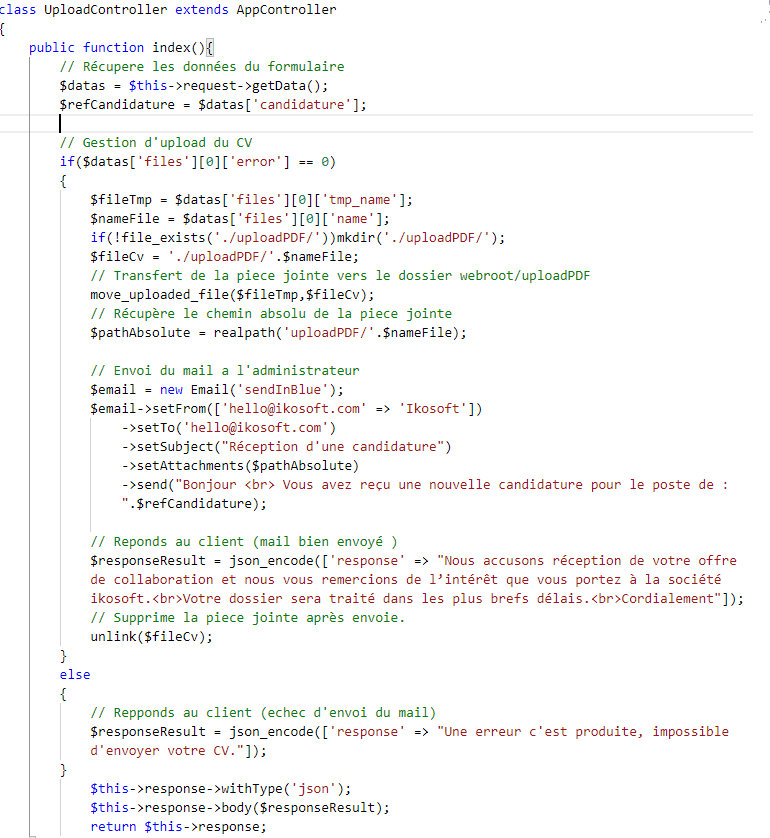 class UploadController extends AppController
{
public function index(){
// Récupere les données du formulaire
$datas = $this->request->getData();
$refCandidature = $datas['candidature'];
// Gestion d'upload du CV
if($datas['files'][0]['error'] == 0)
{
$fileTmp = $datas['files'][0]['tmp_name'];
$nameFile = $datas['files'][0]['name'];
if(!file_exists('./uploadPDF/'))mkdir('./uploadPDF/');
$fileCv = './uploadPDF/'.$nameFile;
// Transfert de la piece jointe vers le dossier webroot/uploadPDF
move_uploaded_file($fileTmp,$fileCv);
// Récupère le chemin absolu de la piece jointe
$pathAbsolute = realpath('uploadPDF/'.$nameFile);
// Envoi du mail a l'administrateur
$email = new Email('sendInBlue');
$email->setFrom(['hello@ikosoft.com' => 'Ikosoft'])
->setTo('hello@ikosoft.com')
->setSubject("Réception d'une candidature")
->setAttachments($pathAbsolute)
->send("Bonjour <br> Vous avez reçu une nouvelle candidature pour le poste de :
".$refCandidature);
// Reponds au client (mail bien envoyé )
$responseResult = json_encode(['response' => "Nous accusons réception de votre offre
de collaboration et nous vous remercions de l’intérêt que vous portez à la société
ikosoft.<br>Votre dossier sera traité dans les plus brefs délais.<br>Cordialement"]);
// Supprime la piece jointe après envoie.
unlink($fileCv);
}
else
{
// Repponds au client (echec d'envoi du mail)
$responseResult = json_encode(['response' => "Une erreur c'est produite, impossible
d'envoyer votre CV."]);
}
$this->response->withType('json');
$this->response->body($responseResult);
return $this->response;